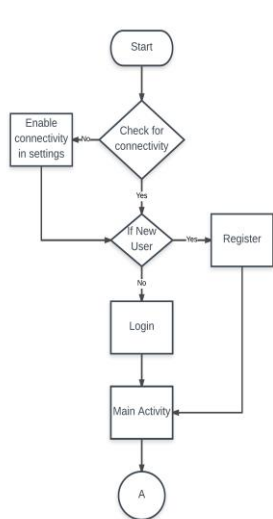 Start
Enable
connectivity
in settings
No
Check for
connectivity
Yes
If New
User
Yes
Register
No
Login
Main Activity
A